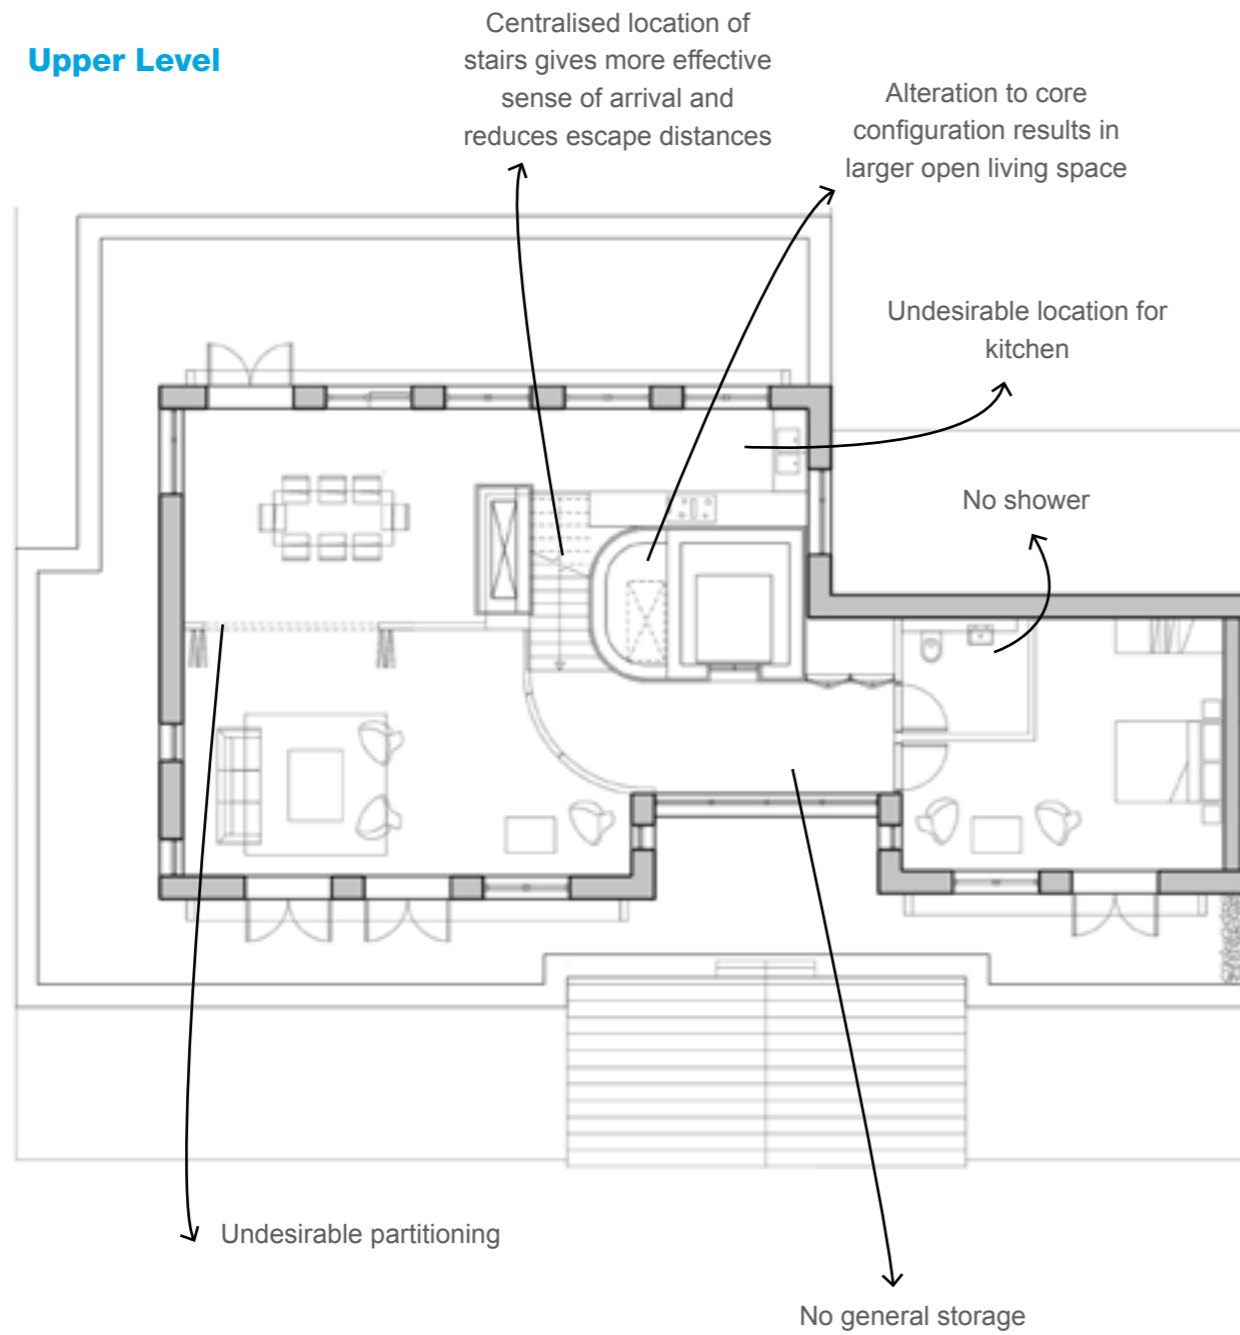 Upper Level
Centralised location of
stairs gives more effective
sense of arrival and
reduces escape distances
Alteration to core
configuration results in
larger open living space
Undesirable location for
kitchen
No shower
Undesirable partitioning
No general storage